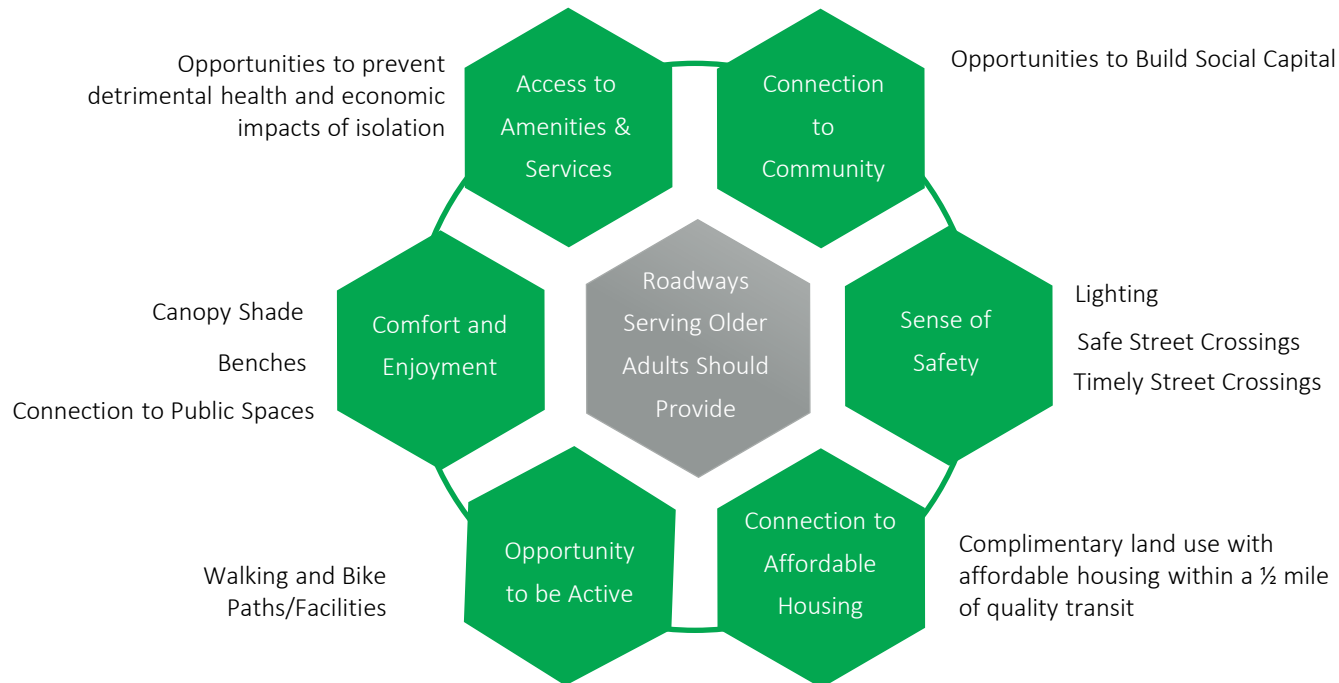 Opportunities to prevent
detrimental health and economic
impacts of isolation
Access to
Amenities &
Services
Connection
to
Community
Opportunities to Build Social Capital
Canopy Shade
Benches
Connection to Public Spaces
Comfort and
Enjoyment
Roadways
Serving Older
Adults Should
Provide
Sense of
Safety
Lighting
Safe Street Crossings
Timely Street Crossings
Walking and Bike
Paths/Facilities
Opportunity
to be Active
Connection to
Affordable
Housing
Complimentary land use with
affordable housing within a ½ mile
of quality transit